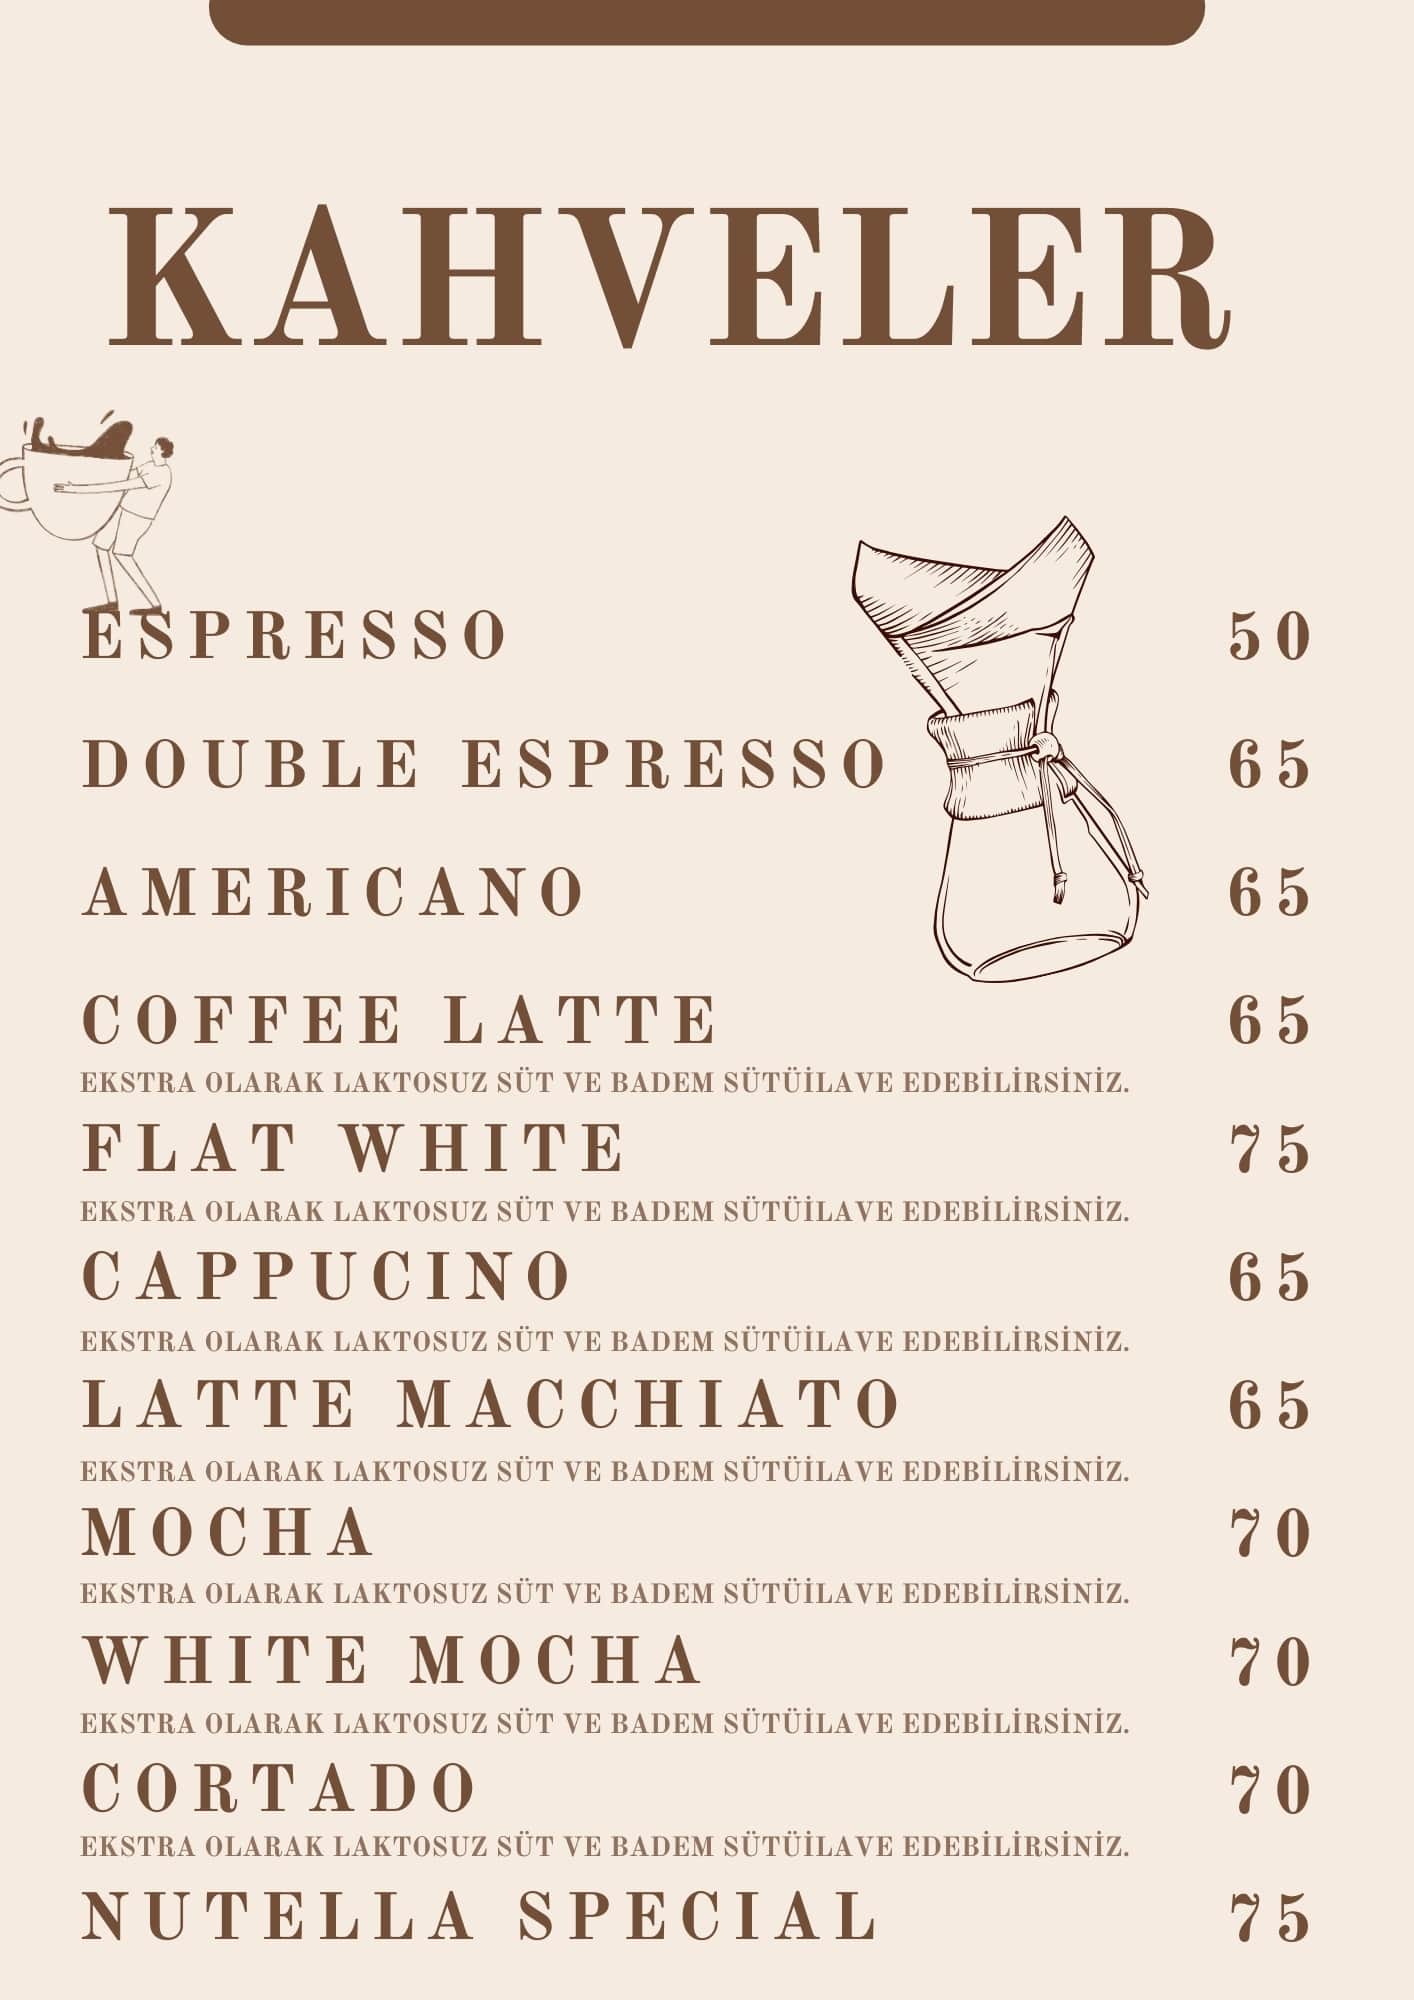 KAHVELER
ESPRESSO 50
DOUBLE ESPRESSO 65
AMERICANO 65
COFFEE LATTE 65
EKSTRA OLARAK LAKTOSUZ SÜT VE BADEM SÜTÜİLAVE EDEBİLİRSİNİZ.
FLAT WHITE 75
EKSTRA OLARAK LAKTOSUZ SÜT VE BADEM SÜTÜİLAVE EDEBİLİRSİNİZ.
CAPPUCINO 65
EKSTRA OLARAK LAKTOSUZ SÜT VE BADEM SÜTÜİLAVE EDEBİLİRSİNİZ.
LATTE MACCHIATO 65
EKSTRA OLARAK LAKTOSUZ SÜT VE BADEM SÜTÜİLAVE EDEBİLİRSİNİZ.
MOCHA 70
EKSTRA OLARAK LAKTOSUZ SÜT VE BADEM SÜTÜİLAVE EDEBİLİRSİNİZ.
WHITE MOCHA 70
EKSTRA OLARAK LAKTOSUZ SÜT VE BADEM SÜTÜİLAVE EDEBİLİRSİNİZ.
CORTADO 70
EKSTRA OLARAK LAKTOSUZ SÜT VE BADEM SÜTÜİLAVE EDEBİLİRSİNİZ.
NUTELLA SPECIAL 75